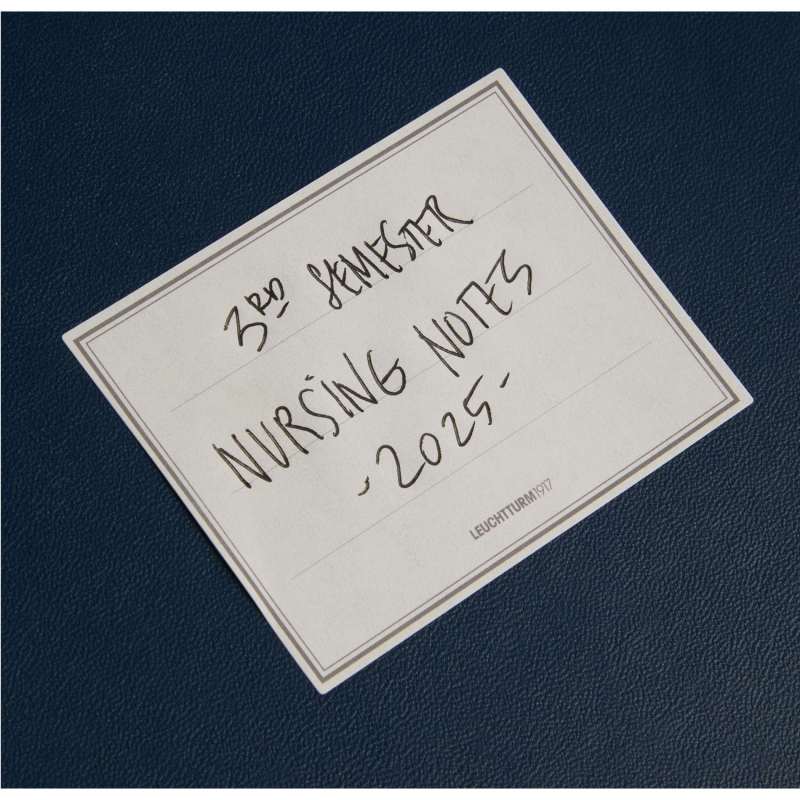 3RD SEMESTER
NURSING NOTES
-2025-
LEUCHTTURM1917